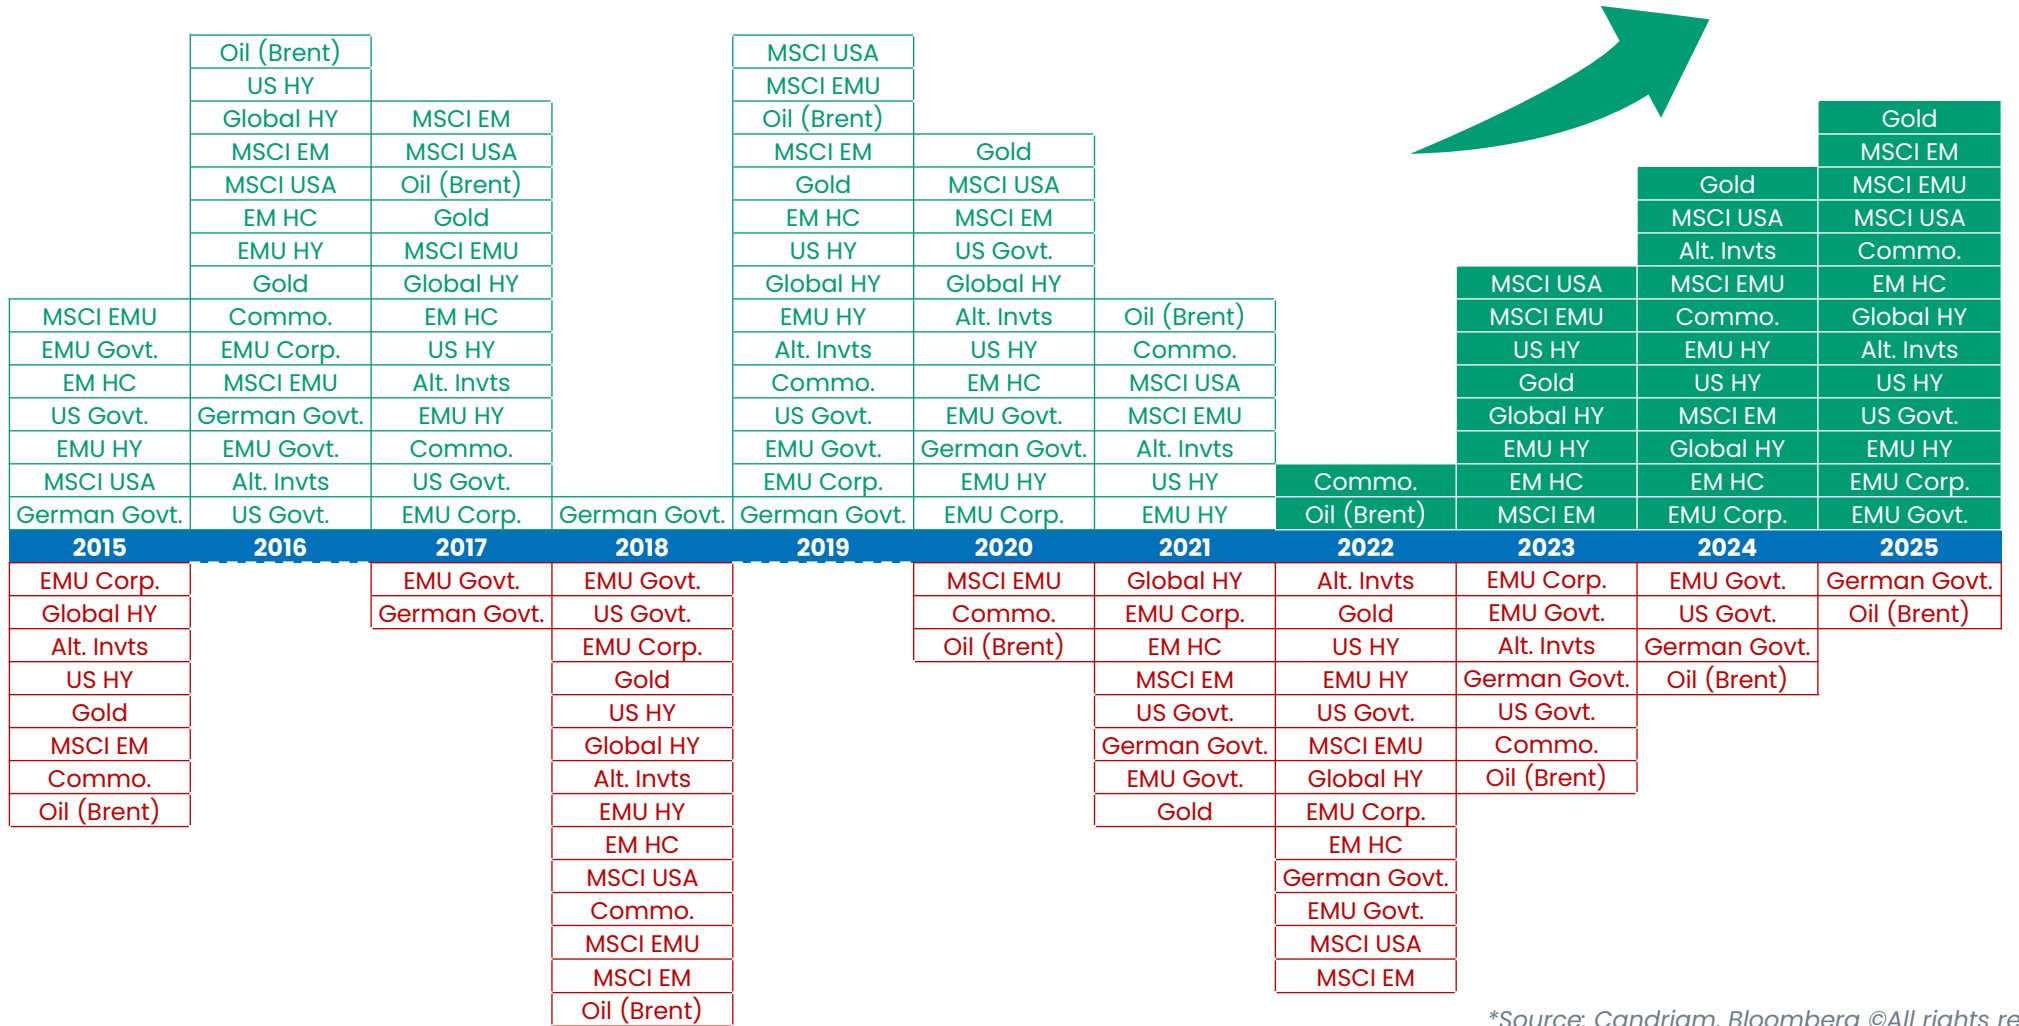 Oil (Brent) MSCI USA
US HY MSCI EMU
Global HY MSCI EM Oil (Brent) Gold
MSCI EM MSCI USA MSCI EM Gold MSCI EM
MSCI USA Oil (Brent) Gold MSCI USA Gold MSCI EMU
EM HC Gold EM HC MSCI EM MSCI USA MSCI USA
EMU HY MSCI EMU US HY US Govt. Alt. Invts Commo.
Gold Global HY Global HY Global HY MSCI USA MSCI EMU EM HC
MSCI EMU Commo. EM HC EMU HY Alt. Invts Oil (Brent) MSCI EMU Commo. Global HY
EMU Govt. EMU Corp. US HY Alt. Invts US HY Commo. US HY EMU HY Alt. Invts
EM HC MSCI EMU Alt. Invts Commo. EM HC MSCI USA Gold US HY US HY
US Govt. German Govt. EMU HY US Govt. EMU Govt. MSCI EMU Global HY MSCI EM US Govt.
EMU HY EMU Govt. Commo. EMU Govt. German Govt. Alt. Invts EMU HY Global HY EMU HY
MSCI USA Alt. Invts US Govt. EMU Corp. EMU HY US HY Commo. EM HC EM HC EMU Corp.
German Govt. US Govt. EMU Corp. German Govt. German Govt. EMU Corp. EMU HY Oil (Brent) MSCI EM EMU Corp. EMU Govt.
2015 2016 2017 2018 2019 2020 2021 2022 2023 2024 2025
EMU Corp. EMU Govt. EMU Govt. MSCI EMU Global HY Alt. Invts EMU Corp. EMU Govt. German Govt.
Global HY German Govt. US Govt. Commo. EMU Corp. Gold EMU Govt. US Govt. Oil (Brent)
Alt. Invts EMU Corp. Oil (Brent) EM HC US HY Alt. Invts German Govt.
US HY Gold MSCI EM EMU HY German Govt. Oil (Brent)
Gold US HY US Govt. US Govt. US Govt.
MSCI EM Global HY German Govt. MSCI EMU Commo.
Commo. Alt. Invts EMU Govt. Global HY Oil (Brent)
Oil (Brent) EMU HY Gold EMU Corp.
EM HC EM HC
MSCI USA German Govt.
Commo. EMU Govt.
MSCI EMU MSCI USA
MSCI EM MSCI EM
Oil (Brent)
*Source: Candriam, Bloomberg ©All rights re